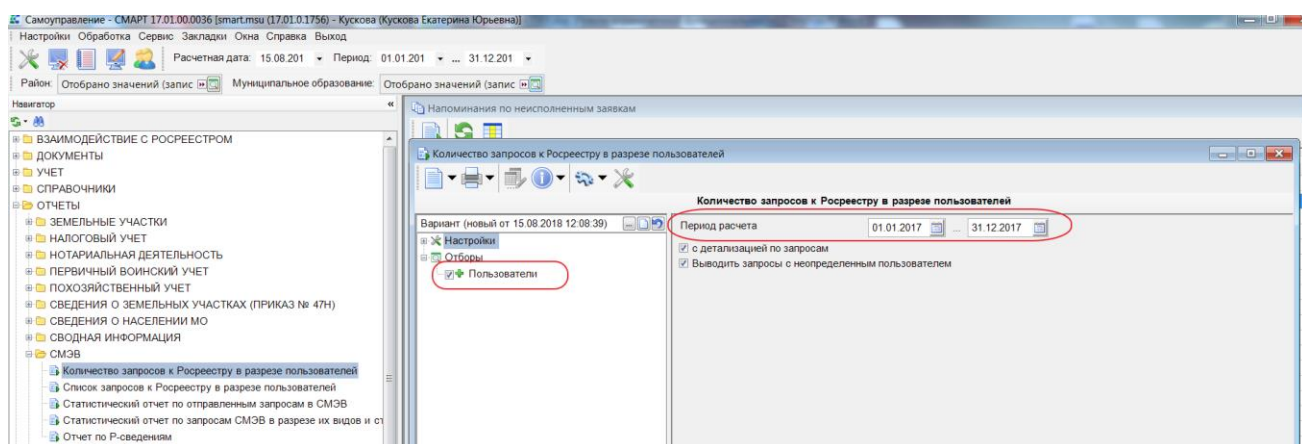 Самоуправление - СМАРТ 17.01.00.0036 [smart.msu (17.01.0.1756) - Кускова (Кускова Екатерина Юрьевна)]
Настройки Обработка Сервис Закладки Окна Справка Выход
Расчетная дата: 15.08.201 Период: 01.01.201 ... 31.12.201
Район: Отобрано значений (запис Муниципальное образование: Отобрано значений (запис
Навигатор
ВЗАИМОДЕЙСТВИЕ С РОСРЕЕСТРОМ
ДОКУМЕНТЫ
УЧЕТ
СПРАВОЧНИКИ
ОТЧЕТЫ
ЗЕМЕЛЬНЫЕ УЧАСТКИ
НАЛОГОВЫЙ УЧЕТ
НОТАРИАЛЬНАЯ ДЕЯТЕЛЬНОСТЬ
ПЕРВИЧНЫЙ ВОИНСКИЙ УЧЕТ
ПОХОЗЯЙСТВЕННЫЙ УЧЕТ
СВЕДЕНИЯ О ЗЕМЕЛЬНЫХ УЧАСТКАХ (ПРИКАЗ № 47Н)
СВЕДЕНИЯ О НАСЕЛЕНИИ МО
СВОДНАЯ ИНФОРМАЦИЯ
СМЭВ
Количество запросов к Росреестру в разрезе пользователей
Список запросов к Росреестру в разрезе пользователей
Статистический отчет по отправленным запросам в СМЭВ
Статистический отчет по запросам СМЭВ в разрезе их видов и ст
Отчет по Р-сведениям
Напоминания по неисполненным заявкам
Количество запросов к Росреестру в разрезе пользователей
Количество запросов к Росреестру в разрезе пользователей
Вариант (новый от 15.08.2018 12:08:39)
Настройки
Отборы
Пользователи
Период расчета 01.01.2017 ... 31.12.2017
с детализацией по запросам
Выводить запросы с неопределенным пользователем